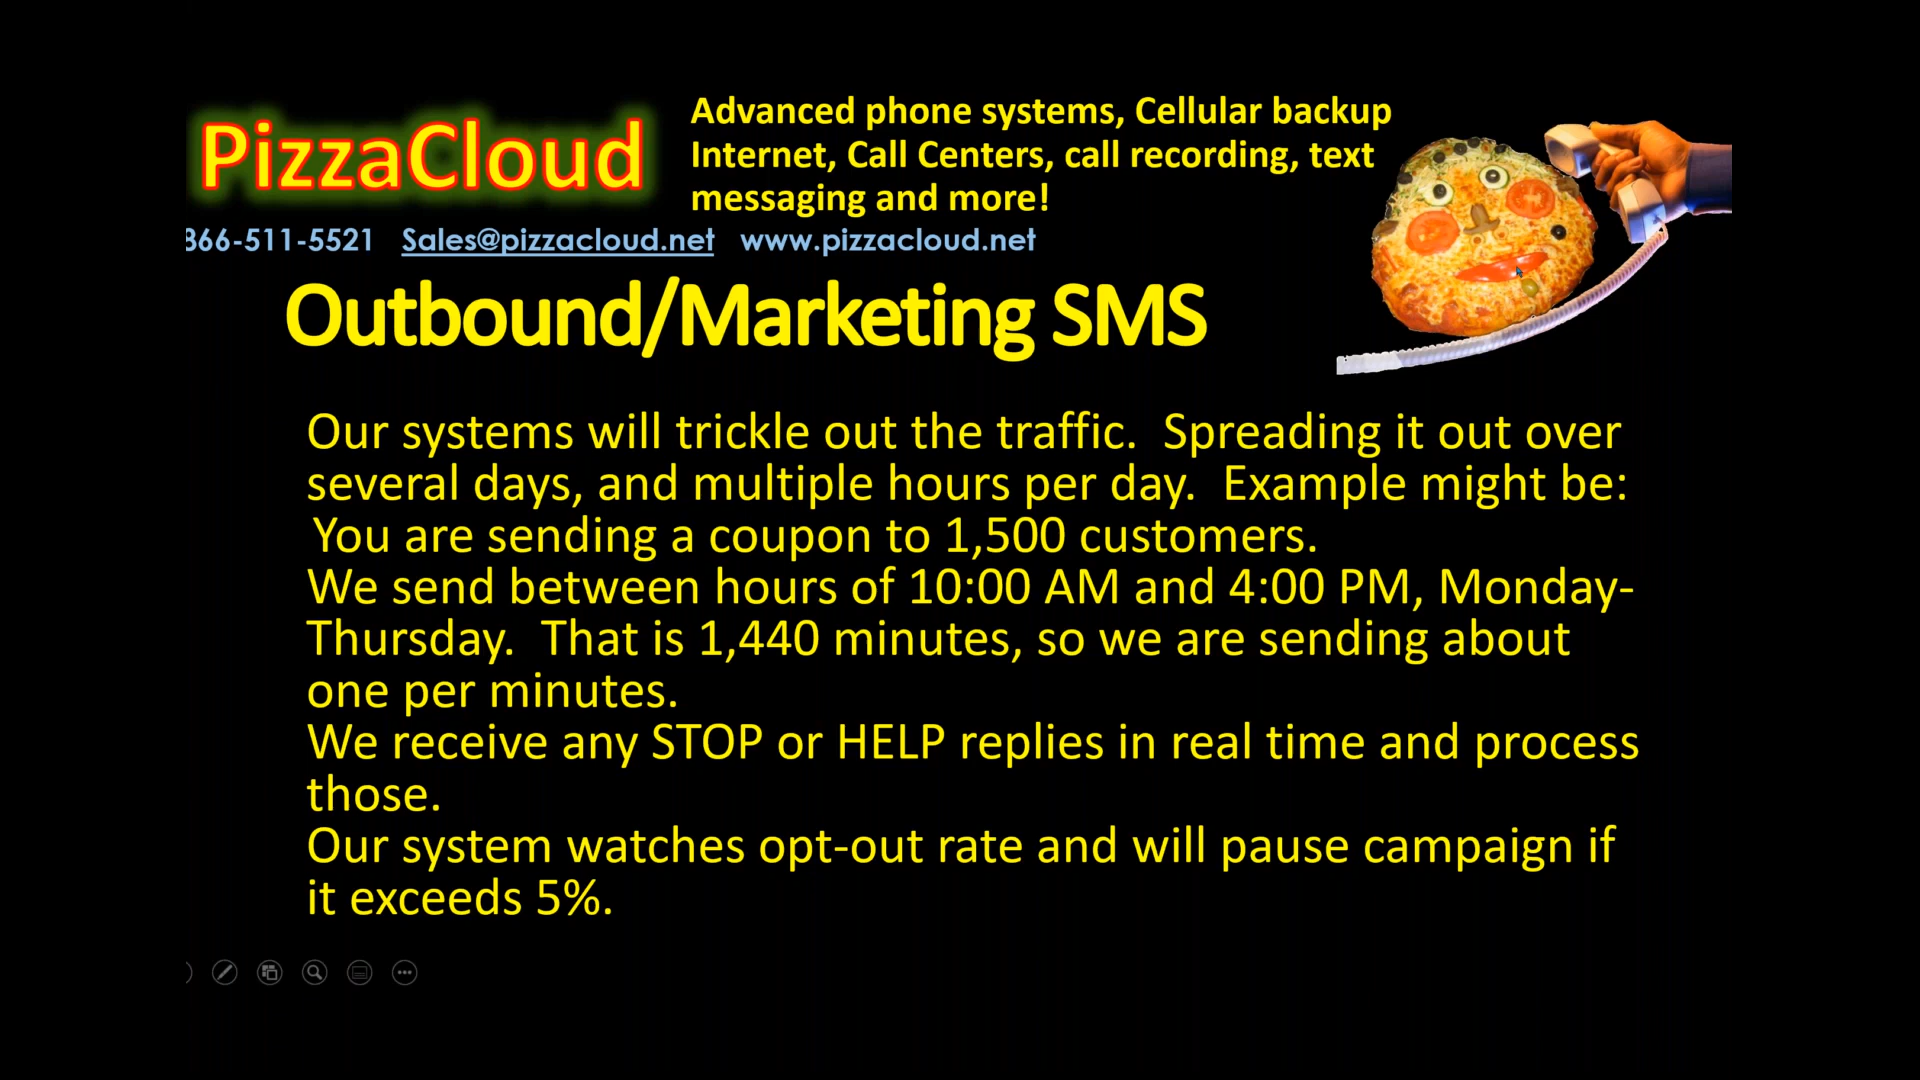 PizzaCloud
Advanced phone systems, Cellular backup
Internet, Call Centers, call recording, text
messaging and more!
866-511-5521 Sales@pizzacloud.net www.pizzacloud.net
Outbound/Marketing SMS
Our systems will trickle out the traffic. Spreading it out over
several days, and multiple hours per day. Example might be:
You are sending a coupon to 1,500 customers.
We send between hours of 10:00 AM and 4:00 PM, Monday-
Thursday. That is 1,440 minutes, so we are sending about
one per minutes.
We receive any STOP or HELP replies in real time and process
those.
Our system watches opt-out rate and will pause campaign if
it exceeds 5%.